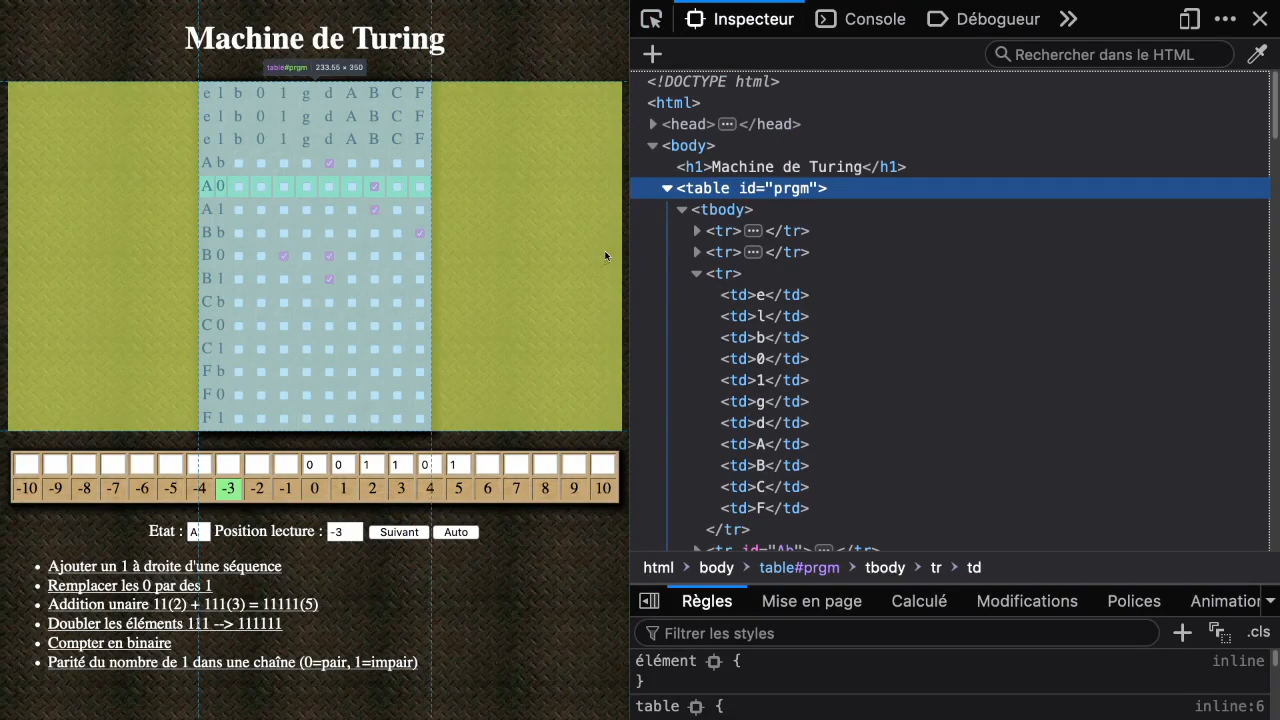 Machine de Turing
table#prgm 233.55 × 350
e l b 0 1 g d A B C F
e l b 0 1 g d A B C F
e l b 0 1 g d A B C F
A b
A 0
A 1
B b
B 0
B 1
C b
C 0
C 1
F b
F 0
F 1
0 0 1 1 0 1
-10 -9 -8 -7 -6 -5 -4 -3 -2 -1 0 1 2 3 4 5 6 7 8 9 10
Etat : A Position lecture : -3 Suivant Auto
• Ajouter un 1 à droite d'une séquence
• Remplacer les 0 par des 1
• Addition unaire 11(2) + 111(3) = 11111(5)
• Doubler les éléments 111 --> 111111
• Compter en binaire
• Parité du nombre de 1 dans une chaîne (0=pair, 1=impair)
Inspecteur Console Débogueur
Rechercher dans le HTML
<!DOCTYPE html>
<html>
<head> ••• </head>
<body>
<h1>Machine de Turing</h1>
<table id="prgm">
<tbody>
<tr> ••• </tr>
<tr> ••• </tr>
<tr>
<td>e</td>
<td>l</td>
<td>b</td>
<td>0</td>
<td>1</td>
<td>g</td>
<td>d</td>
<td>A</td>
<td>B</td>
<td>C</td>
<td>F</td>
</tr>
<tr id="Ab"> ••• </tr>
html > body > table#prgm > tbody > tr > td
Règles Mise en page Calculé Modifications Polices Animation
Filtrer les styles .cls
élément { inline
}
table { inline:6